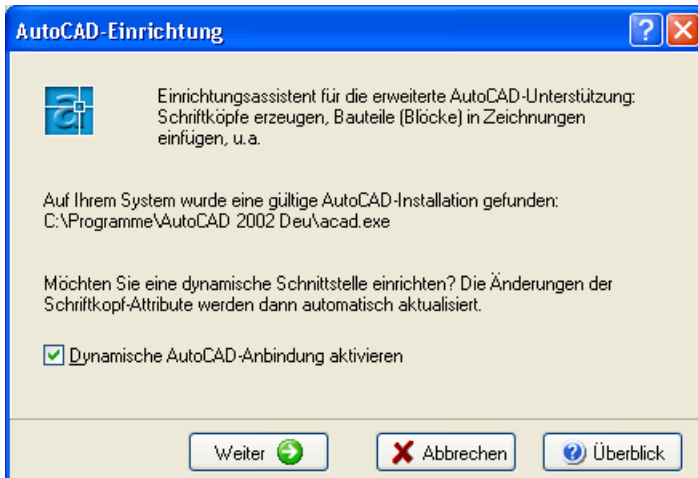 AutoCAD-Einrichtung
Einrichtungsassistent für die erweiterte AutoCAD-Unterstützung:
Schriftköpfe erzeugen, Bauteile (Blöcke) in Zeichnungen
einfügen, u.a.
Auf Ihrem System wurde eine gültige AutoCAD-Installation gefunden:
C:\Programme\AutoCAD 2002 Deu\acad.exe
Möchten Sie eine dynamische Schnittstelle einrichten? Die Änderungen der
Schriftkopf-Attribute werden dann automatisch aktualisiert.
Dynamische AutoCAD-Anbindung aktivieren
Weiter Abbrechen Überblick